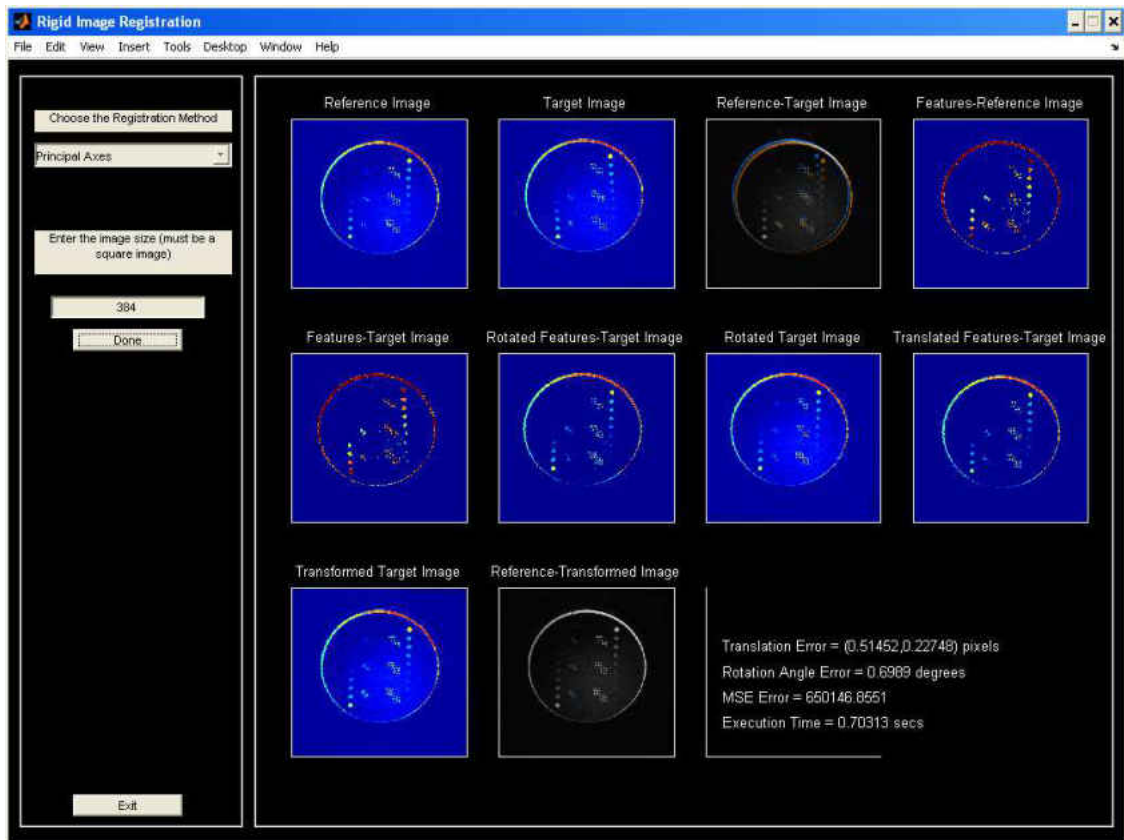 Rigid Image Registration
File Edit View Insert Tools Desktop Window Help
Choose the Registration Method
Principal Axes
Enter the image size (must be a
square image)
384
Done
Exit
Reference Image Target Image Reference-Target Image Features-Reference Image
Features-Target Image Rotated Features-Target Image Rotated Target Image Translated Features-Target Image
Transformed Target Image Reference-Transformed Image
Translation Error = (0.51452,0.22748) pixels
Rotation Angle Error = 0.6989 degrees
MSE Error = 650146.8551
Execution Time = 0.70313 secs